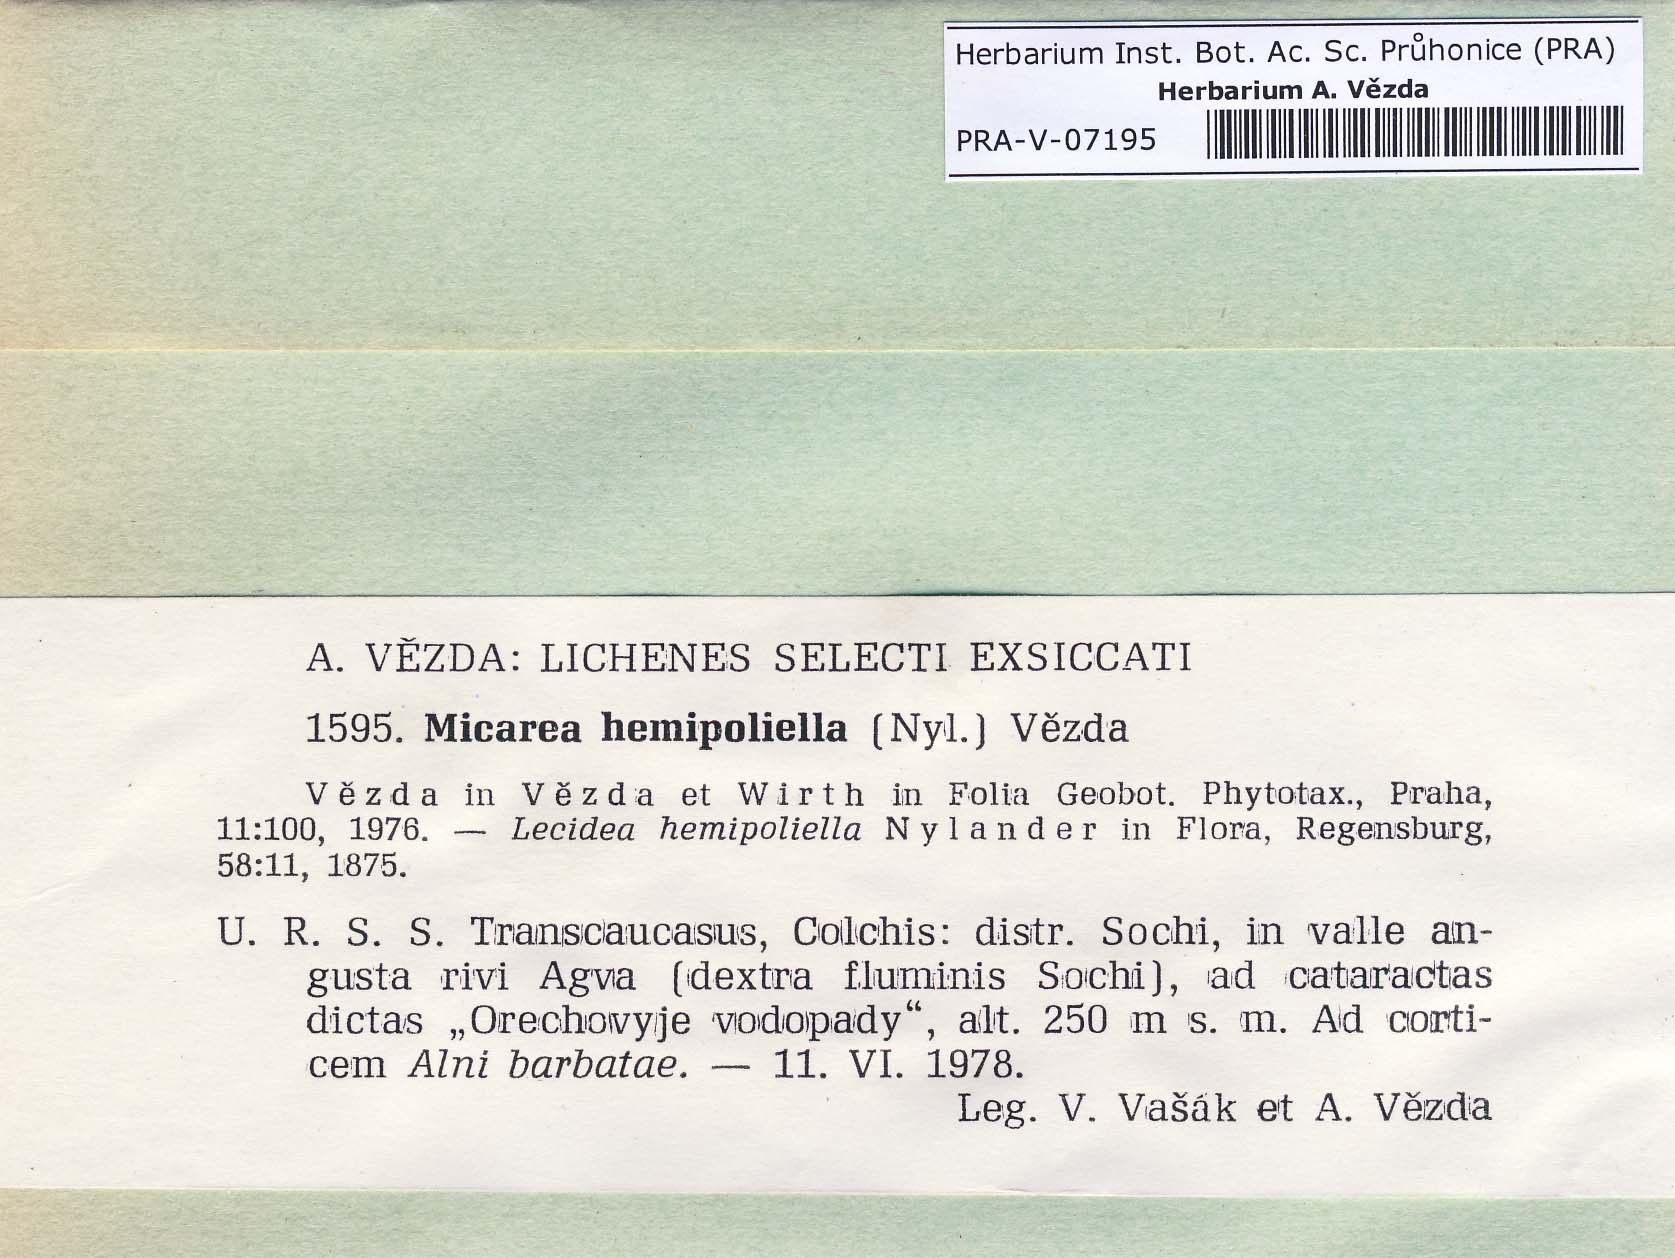 Herbarium Inst. Bot. Ac. Sc. Průhonice (PRA)
Herbarium A. Vězda
PRA-V-07195
A. VĚZDA: LICHENES SELECTI EXSICCATI
1595. Micarea hemipoliella (Nyl.) Vězda
Vězda in Vězda et Wirth in Folia Geobot. Phytotax., Praha,
11:100, 1976. — Lecidea hemipoliella Nylander in Flora, Regensburg,
58:11, 1875.
U. R. S. S. Transcaucasus, Colchis: distr. Sochi, in valle an-
gusta rivi Agva (dextra fluminis Sochi), ad cataractas
dictas „Orechovyje vodopady“, alt. 250 m s. m. Ad corti-
cem Alni barbatae. — 11. VI. 1978.
Leg. V. Vašák et A. Vězda